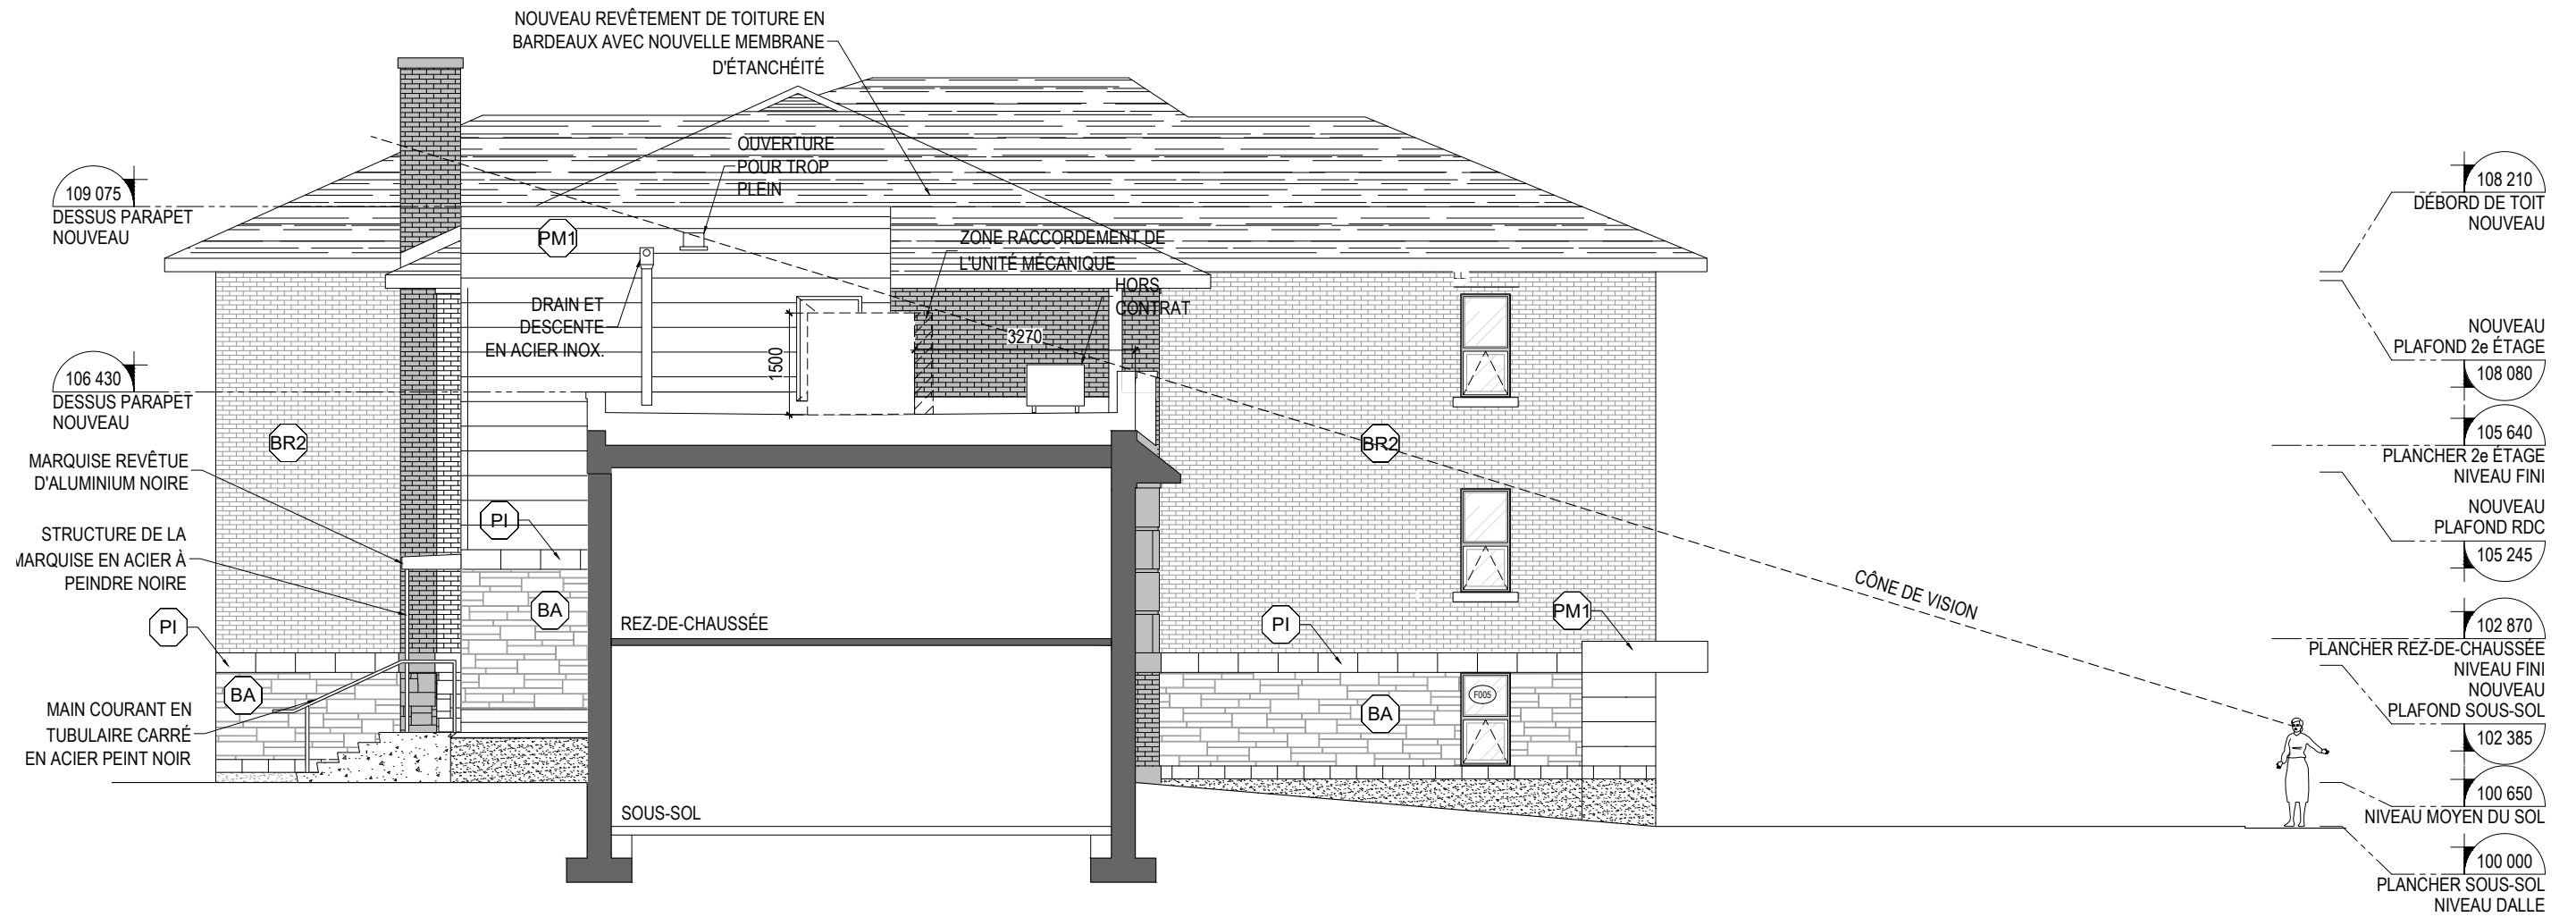 NOUVEAU REVÊTEMENT DE TOITURE EN
BARDEAUX AVEC NOUVELLE MEMBRANE
D'ÉTANCHÉITÉ
OUVERTURE
POUR TROP
PLEIN
109 075
DESSUS PARAPET
NOUVEAU
PM1
ZONE RACCORDEMENT DE
L'UNITÉ MÉCANIQUE
HORS
CONTRAT
DRAIN ET
DESCENTE
EN ACIER INOX.
3270
1500
106 430
DESSUS PARAPET
NOUVEAU
BR2
BR2
MARQUISE REVÊTUE
D'ALUMINIUM NOIRE
PI
STRUCTURE DE LA
MARQUISE EN ACIER À
PEINDRE NOIRE
BA
PI
REZ-DE-CHAUSSÉE
PI
PM1
CÔNE DE VISION
BA
F005
BA
MAIN COURANT EN
TUBULAIRE CARRÉ
EN ACIER PEINT NOIR
SOUS-SOL
108 210
DÉBORD DE TOIT
NOUVEAU
NOUVEAU
PLAFOND 2e ÉTAGE
108 080
105 640
PLANCHER 2e ÉTAGE
NIVEAU FINI
NOUVEAU
PLAFOND RDC
105 245
102 870
PLANCHER REZ-DE-CHAUSSÉE
NIVEAU FINI
NOUVEAU
PLAFOND SOUS-SOL
102 385
100 650
NIVEAU MOYEN DU SOL
100 000
PLANCHER SOUS-SOL
NIVEAU DALLE